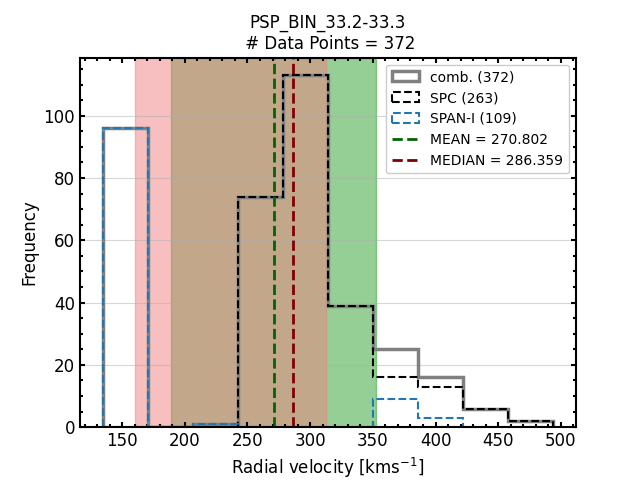 PSP_BIN_33.2-33.3
# Data Points = 372
comb. (372)
SPC (263)
SPAN-I (109)
MEAN = 270.802
MEDIAN = 286.359
Frequency
100
80
60
40
20
0
150 200 250 300 350 400 450 500
Radial velocity [kms⁻¹]